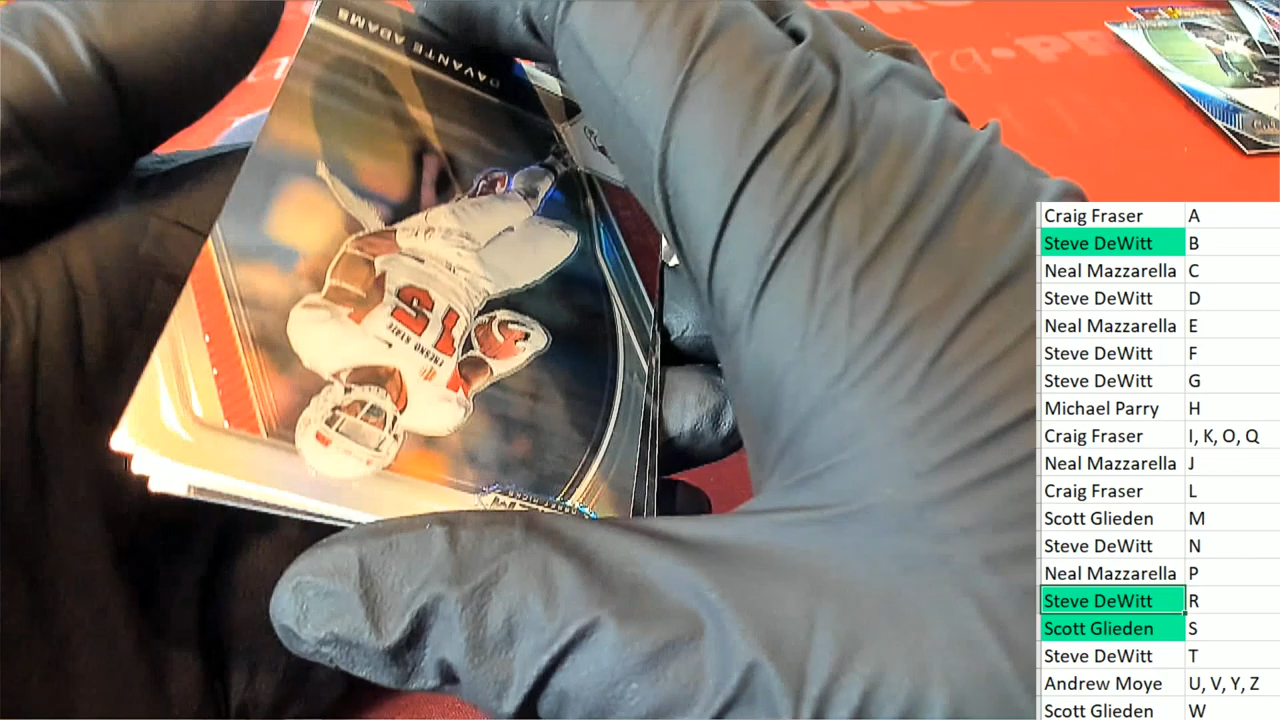 DAVANTE ADAMS
15
FRESNO STATE
Craig Fraser A
Steve DeWitt B
Neal Mazzarella C
Steve DeWitt D
Neal Mazzarella E
Steve DeWitt F
Steve DeWitt G
Michael Parry H
Craig Fraser I, K, O, Q
Neal Mazzarella J
Craig Fraser L
Scott Glieden M
Steve DeWitt N
Neal Mazzarella P
Steve DeWitt R
Scott Glieden S
Steve DeWitt T
Andrew Moye U, V, Y, Z
Scott Glieden W